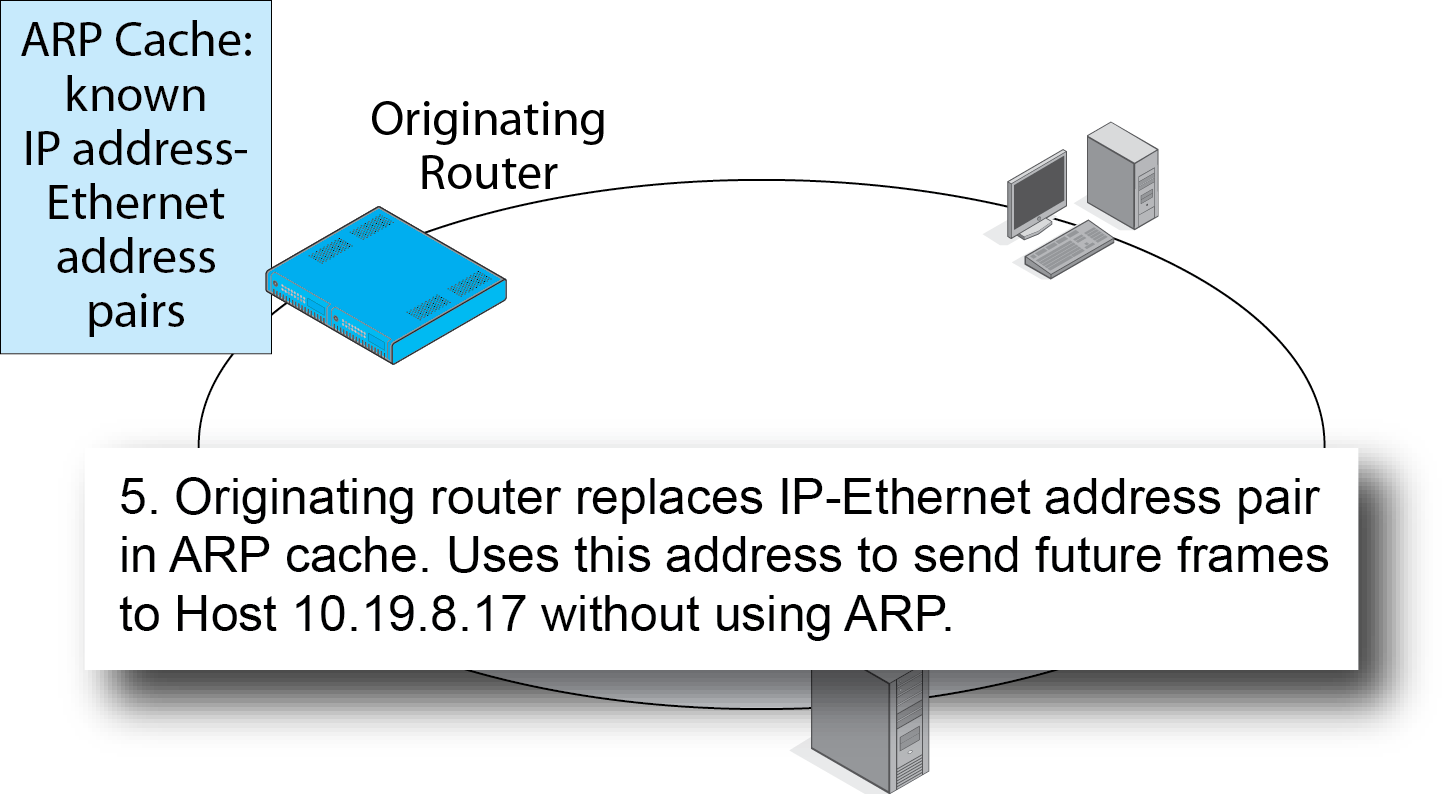 ARP Cache:
known
IP address-
Ethernet
address
pairs
Originating
Router
5. Originating router replaces IP-Ethernet address pair
in ARP cache. Uses this address to send future frames
to Host 10.19.8.17 without using ARP.